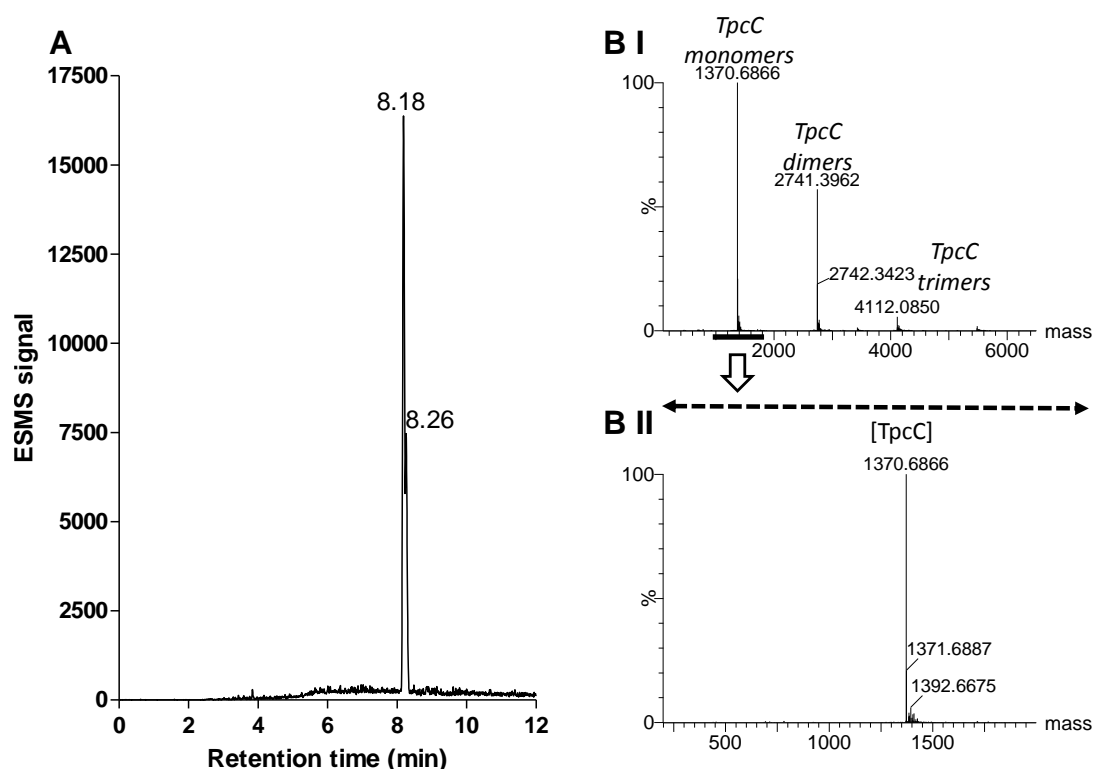 A
17500
15000
12500
10000
7500
5000
2500
0
ESMS signal
8.18
8.26
0 2 4 6 8 10 12
Retention time (min)
B I
TpcC
monomers
1370.6866
TpcC
dimers
2741.3962
2742.3423
TpcC
trimers
4112.0850
100
%
0
mass
2000 4000 6000
B II
[TpcC]
1370.6866
1371.6887
1392.6675
100
%
0
mass
500 1000 1500